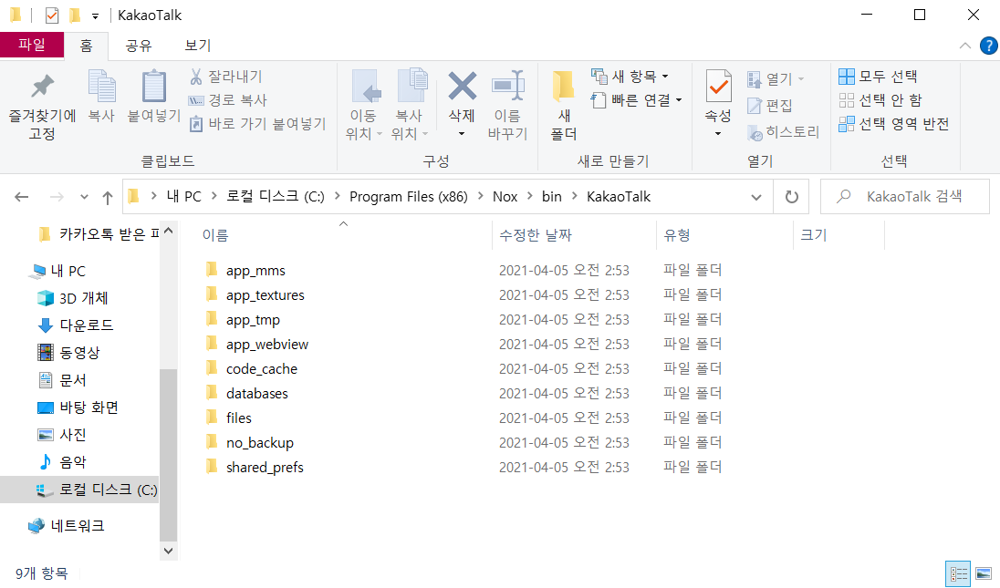 KakaoTalk
파일 홈 공유 보기
즐겨찾기에 고정
복사
붙여넣기
잘라내기
경로 복사
바로 가기 붙여넣기
클립보드
이동 위치
복사 위치
삭제
이름 바꾸기
구성
새 폴더
새 항목
빠른 연결
새로 만들기
속성
열기
편집
히스토리
열기
모두 선택
선택 안 함
선택 영역 반전
선택
내 PC > 로컬 디스크 (C:) > Program Files (x86) > Nox > bin > KakaoTalk
KakaoTalk 검색
카카오톡 받은 파
내 PC
3D 개체
다운로드
동영상
문서
바탕 화면
사진
음악
로컬 디스크 (C:)
네트워크
이름 수정한 날짜 유형 크기
app_mms 2021-04-05 오전 2:53 파일 폴더
app_textures 2021-04-05 오전 2:53 파일 폴더
app_tmp 2021-04-05 오전 2:53 파일 폴더
app_webview 2021-04-05 오전 2:53 파일 폴더
code_cache 2021-04-05 오전 2:53 파일 폴더
databases 2021-04-05 오전 2:53 파일 폴더
files 2021-04-05 오전 2:53 파일 폴더
no_backup 2021-04-05 오전 2:53 파일 폴더
shared_prefs 2021-04-05 오전 2:53 파일 폴더
9개 항목